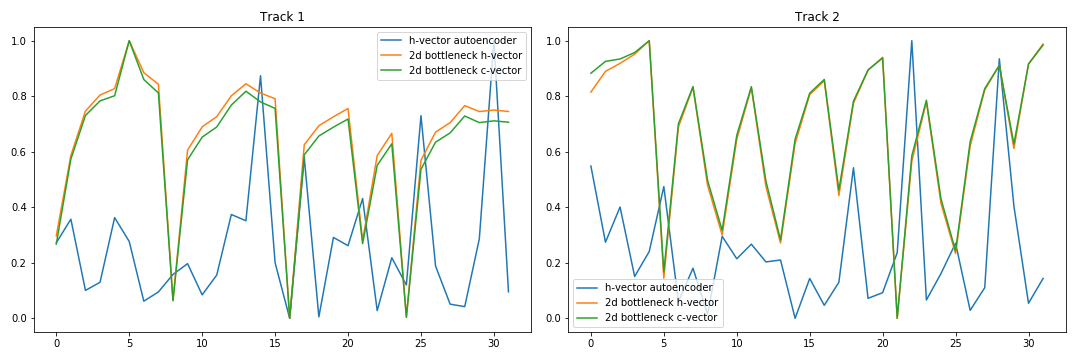 Track 1
1.0
0.8
0.6
0.4
0.2
0.0
0 5 10 15 20 25 30
h-vector autoencoder
2d bottleneck h-vector
2d bottleneck c-vector
Track 2
1.0
0.8
0.6
0.4
0.2
0.0
0 5 10 15 20 25 30
h-vector autoencoder
2d bottleneck h-vector
2d bottleneck c-vector